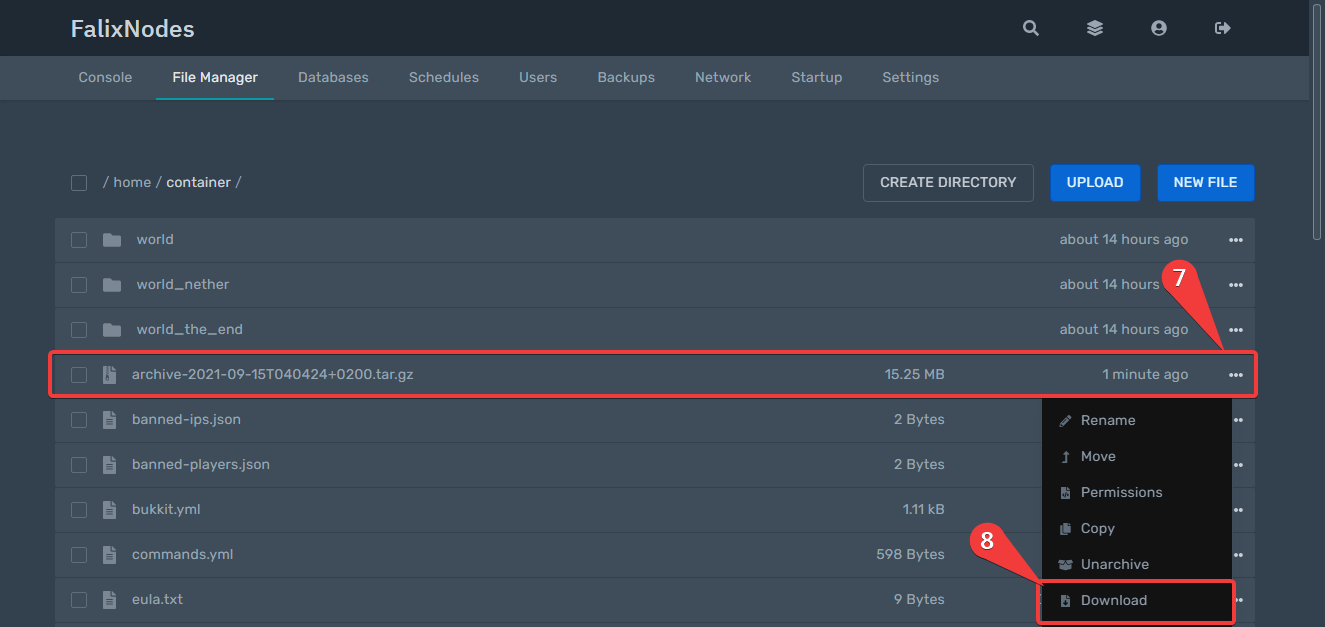 FalixNodes
Console File Manager Databases Schedules Users Backups Network Startup Settings
/ home / container / CREATE DIRECTORY UPLOAD NEW FILE
world about 14 hours ago
world_nether about 14 hours 7
world_the_end about 14 hours ago
archive-2021-09-15T040424+0200.tar.gz 15.25 MB 1 minute ago
banned-ips.json 2 Bytes Rename
banned-players.json 2 Bytes Move
Permissions
bukkit.yml 1.11 kB
Copy
8
commands.yml 598 Bytes Unarchive
eula.txt 9 Bytes Download